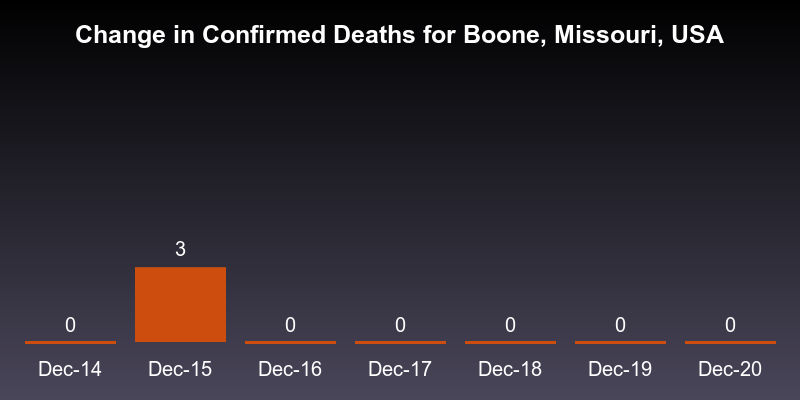 Change in Confirmed Deaths for Boone, Missouri, USA
0 3 0 0 0 0 0
Dec-14 Dec-15 Dec-16 Dec-17 Dec-18 Dec-19 Dec-20